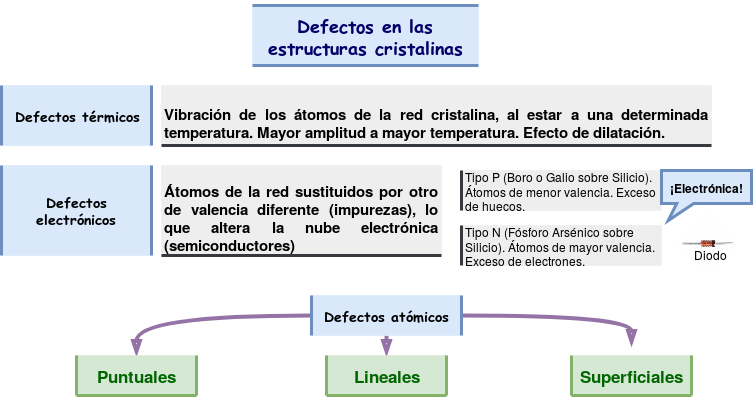 Defectos en las
estructuras cristalinas
Defectos térmicos
Vibración de los átomos de la red cristalina, al estar a una determinada
temperatura. Mayor amplitud a mayor temperatura. Efecto de dilatación.
Defectos
electrónicos
Átomos de la red sustituidos por otro
de valencia diferente (impurezas), lo
que altera la nube electrónica
(semiconductores)
Tipo P (Boro o Galio sobre Silicio).
Átomos de menor valencia. Exceso
de huecos.
¡Electrónica!
Tipo N (Fósforo Arsénico sobre
Silicio). Átomos de mayor valencia.
Exceso de electrones.
Diodo
Defectos atómicos
Puntuales
Lineales
Superficiales